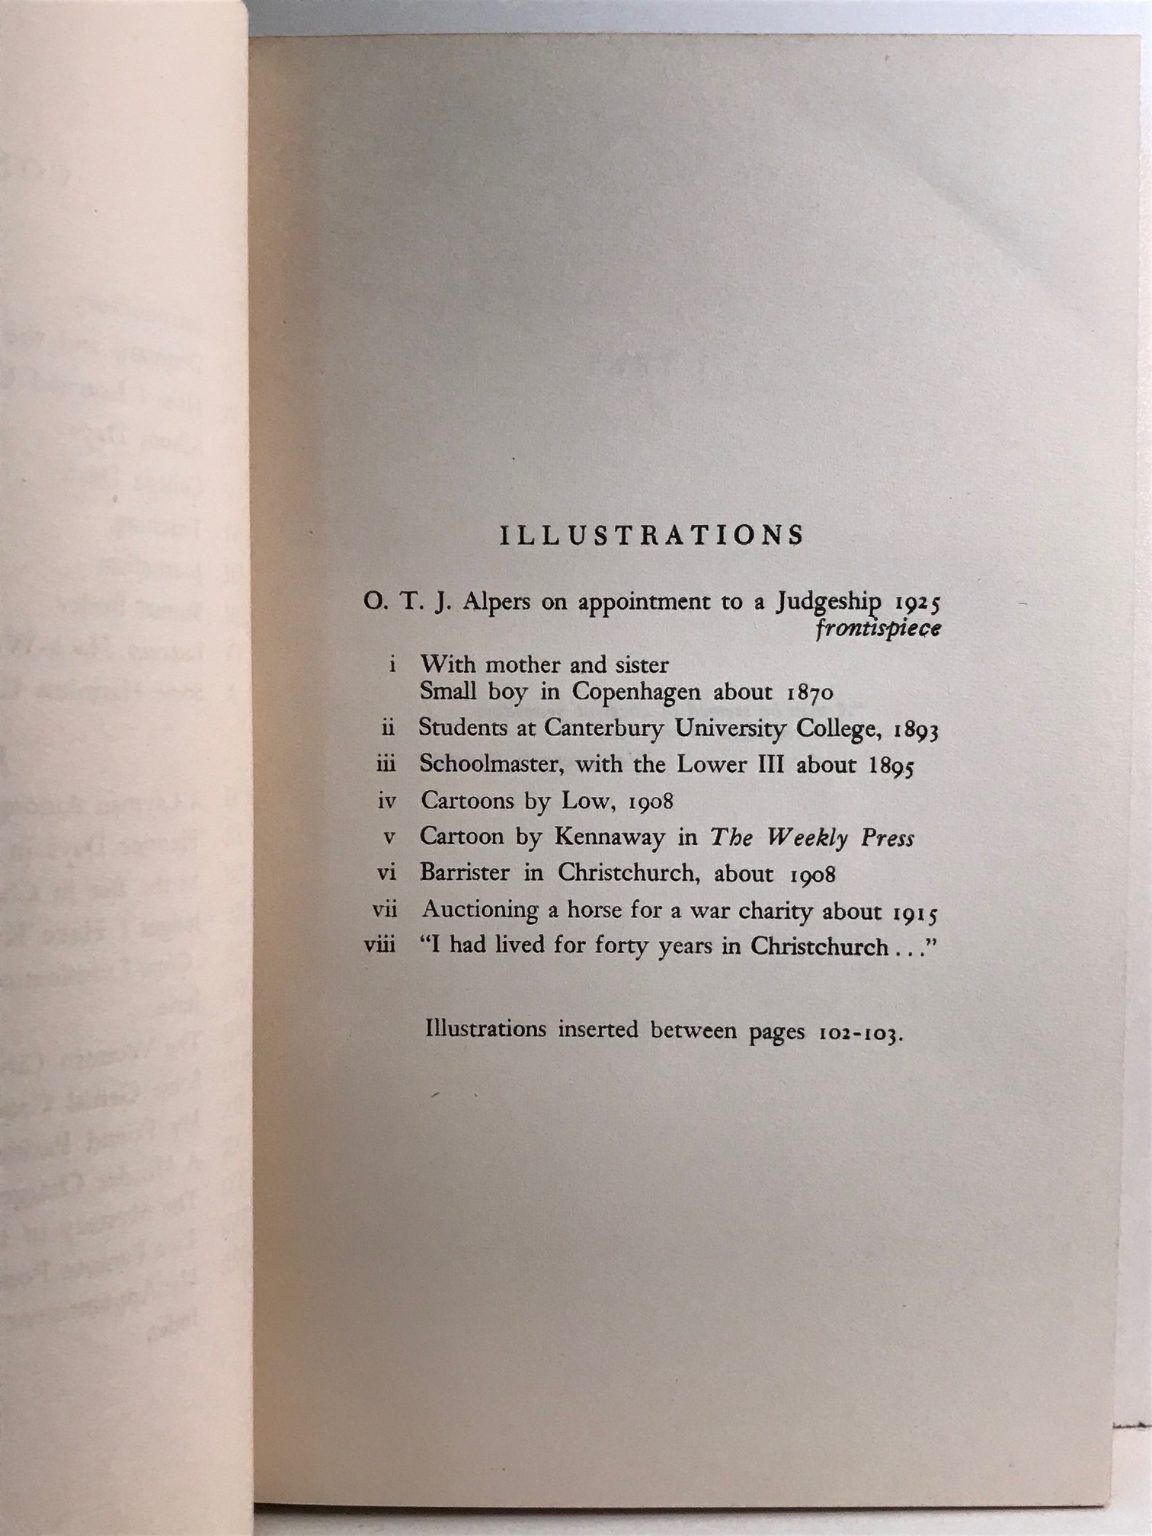 ILLUSTRATIONS
O. T. J. Alpers on appointment to a Judgeship 1925
frontispiece
i With mother and sister
Small boy in Copenhagen about 1870
ii Students at Canterbury University College, 1893
iii Schoolmaster, with the Lower III about 1895
iv Cartoons by Low, 1908
v Cartoon by Kennaway in The Weekly Press
vi Barrister in Christchurch, about 1908
vii Auctioning a horse for a war charity about 1915
viii “I had lived for forty years in Christchurch . . .”
Illustrations inserted between pages 102-103.